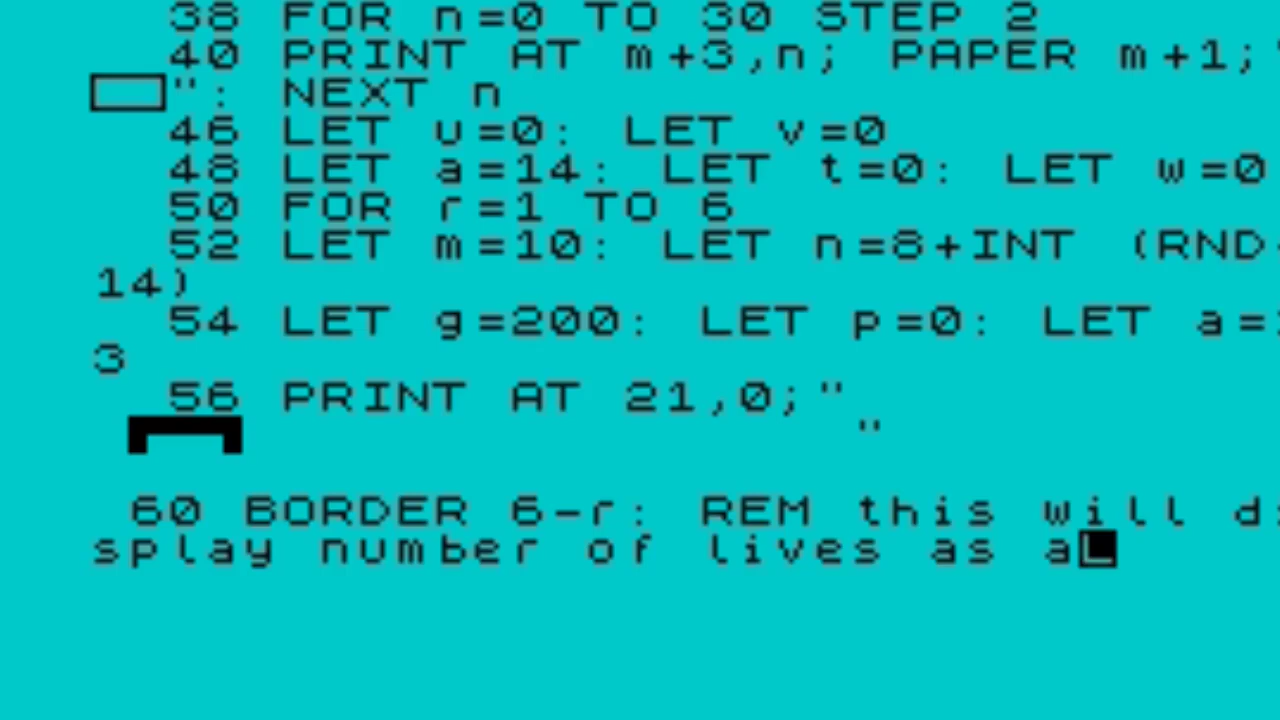 38 FOR n=0 TO 30 STEP 2
40 PRINT AT m+3,n; PAPER m+1;"
": NEXT n
46 LET u=0: LET v=0
48 LET a=14: LET t=0: LET w=0
50 FOR r=1 TO 6
52 LET m=10: LET n=8+INT (RND
14)
54 LET g=200: LET p=0: LET a=
3
56 PRINT AT 21,0;"
"
60 BORDER 6-r: REM this will di
splay number of lives as aL